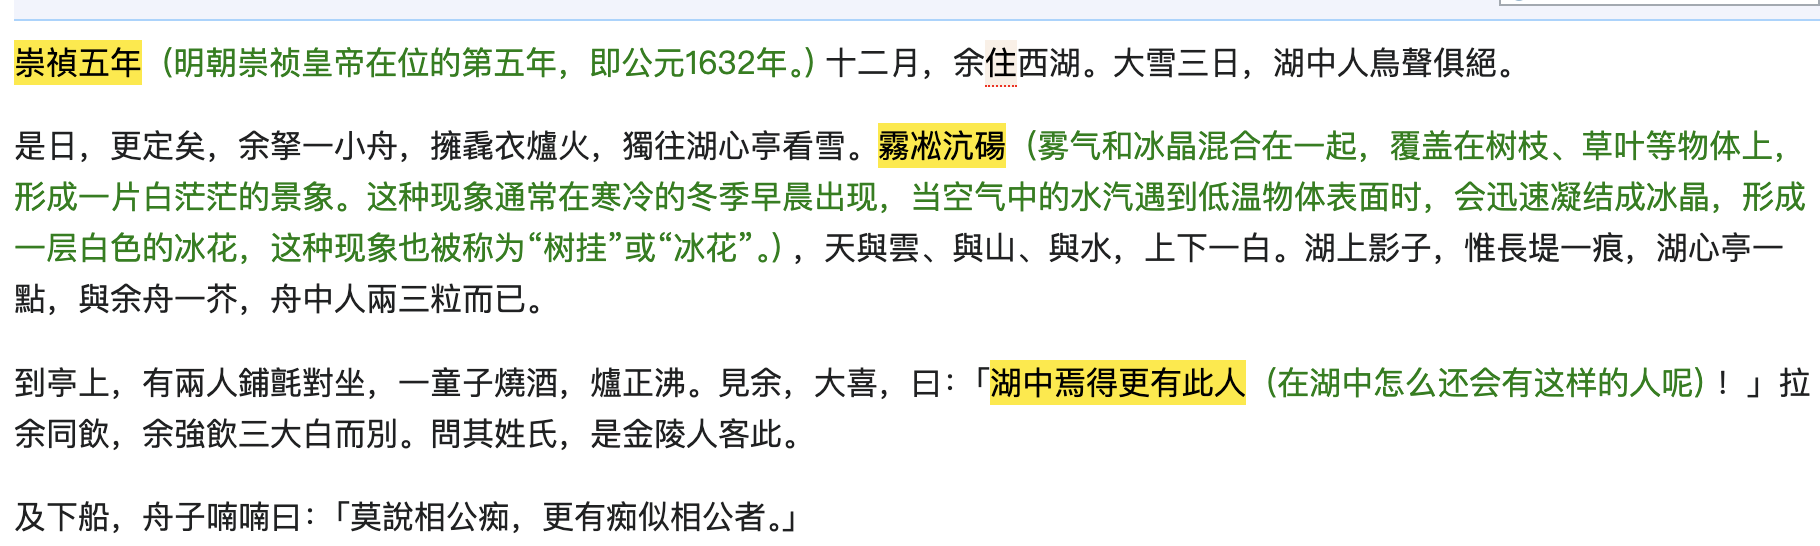 崇禎五年（明朝崇祯皇帝在位的第五年，即公元1632年。）十二月，余住西湖。大雪三日，湖中人鳥聲俱絕。
是日，更定矣，余拏一小舟，擁毳衣爐火，獨往湖心亭看雪。霧凇沆碭（雾气和冰晶混合在一起，覆盖在树枝、草叶等物体上，
形成一片白茫茫的景象。这种现象通常在寒冷的冬季早晨出现，当空气中的水汽遇到低温物体表面时，会迅速凝结成冰晶，形成
一层白色的冰花，这种现象也被称为“树挂”或“冰花”。），天與雲、與山、與水，上下一白。湖上影子，惟長堤一痕，湖心亭一
點，與余舟一芥，舟中人兩三粒而已。
到亭上，有兩人鋪氈對坐，一童子燒酒，爐正沸。見余，大喜，曰：「湖中焉得更有此人（在湖中怎么还会有这样的人呢）！」拉
余同飲，余強飲三大白而別。問其姓氏，是金陵人客此。
及下船，舟子喃喃曰：「莫說相公痴，更有痴似相公者。」